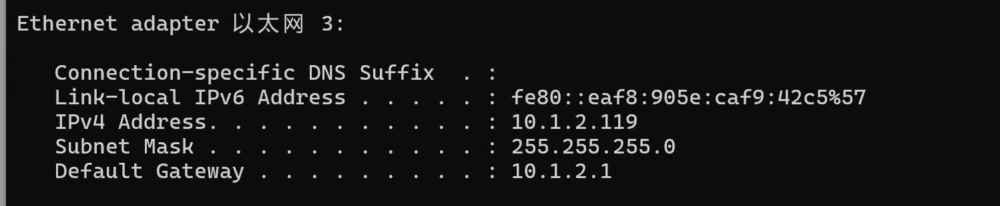 Ethernet adapter 以太网 3:
Connection-specific DNS Suffix  . :
Link-local IPv6 Address . . . . . : fe80::eaf8:905e:caf9:42c5%57
IPv4 Address. . . . . . . . . . . : 10.1.2.119
Subnet Mask . . . . . . . . . . . : 255.255.255.0
Default Gateway . . . . . . . . . : 10.1.2.1